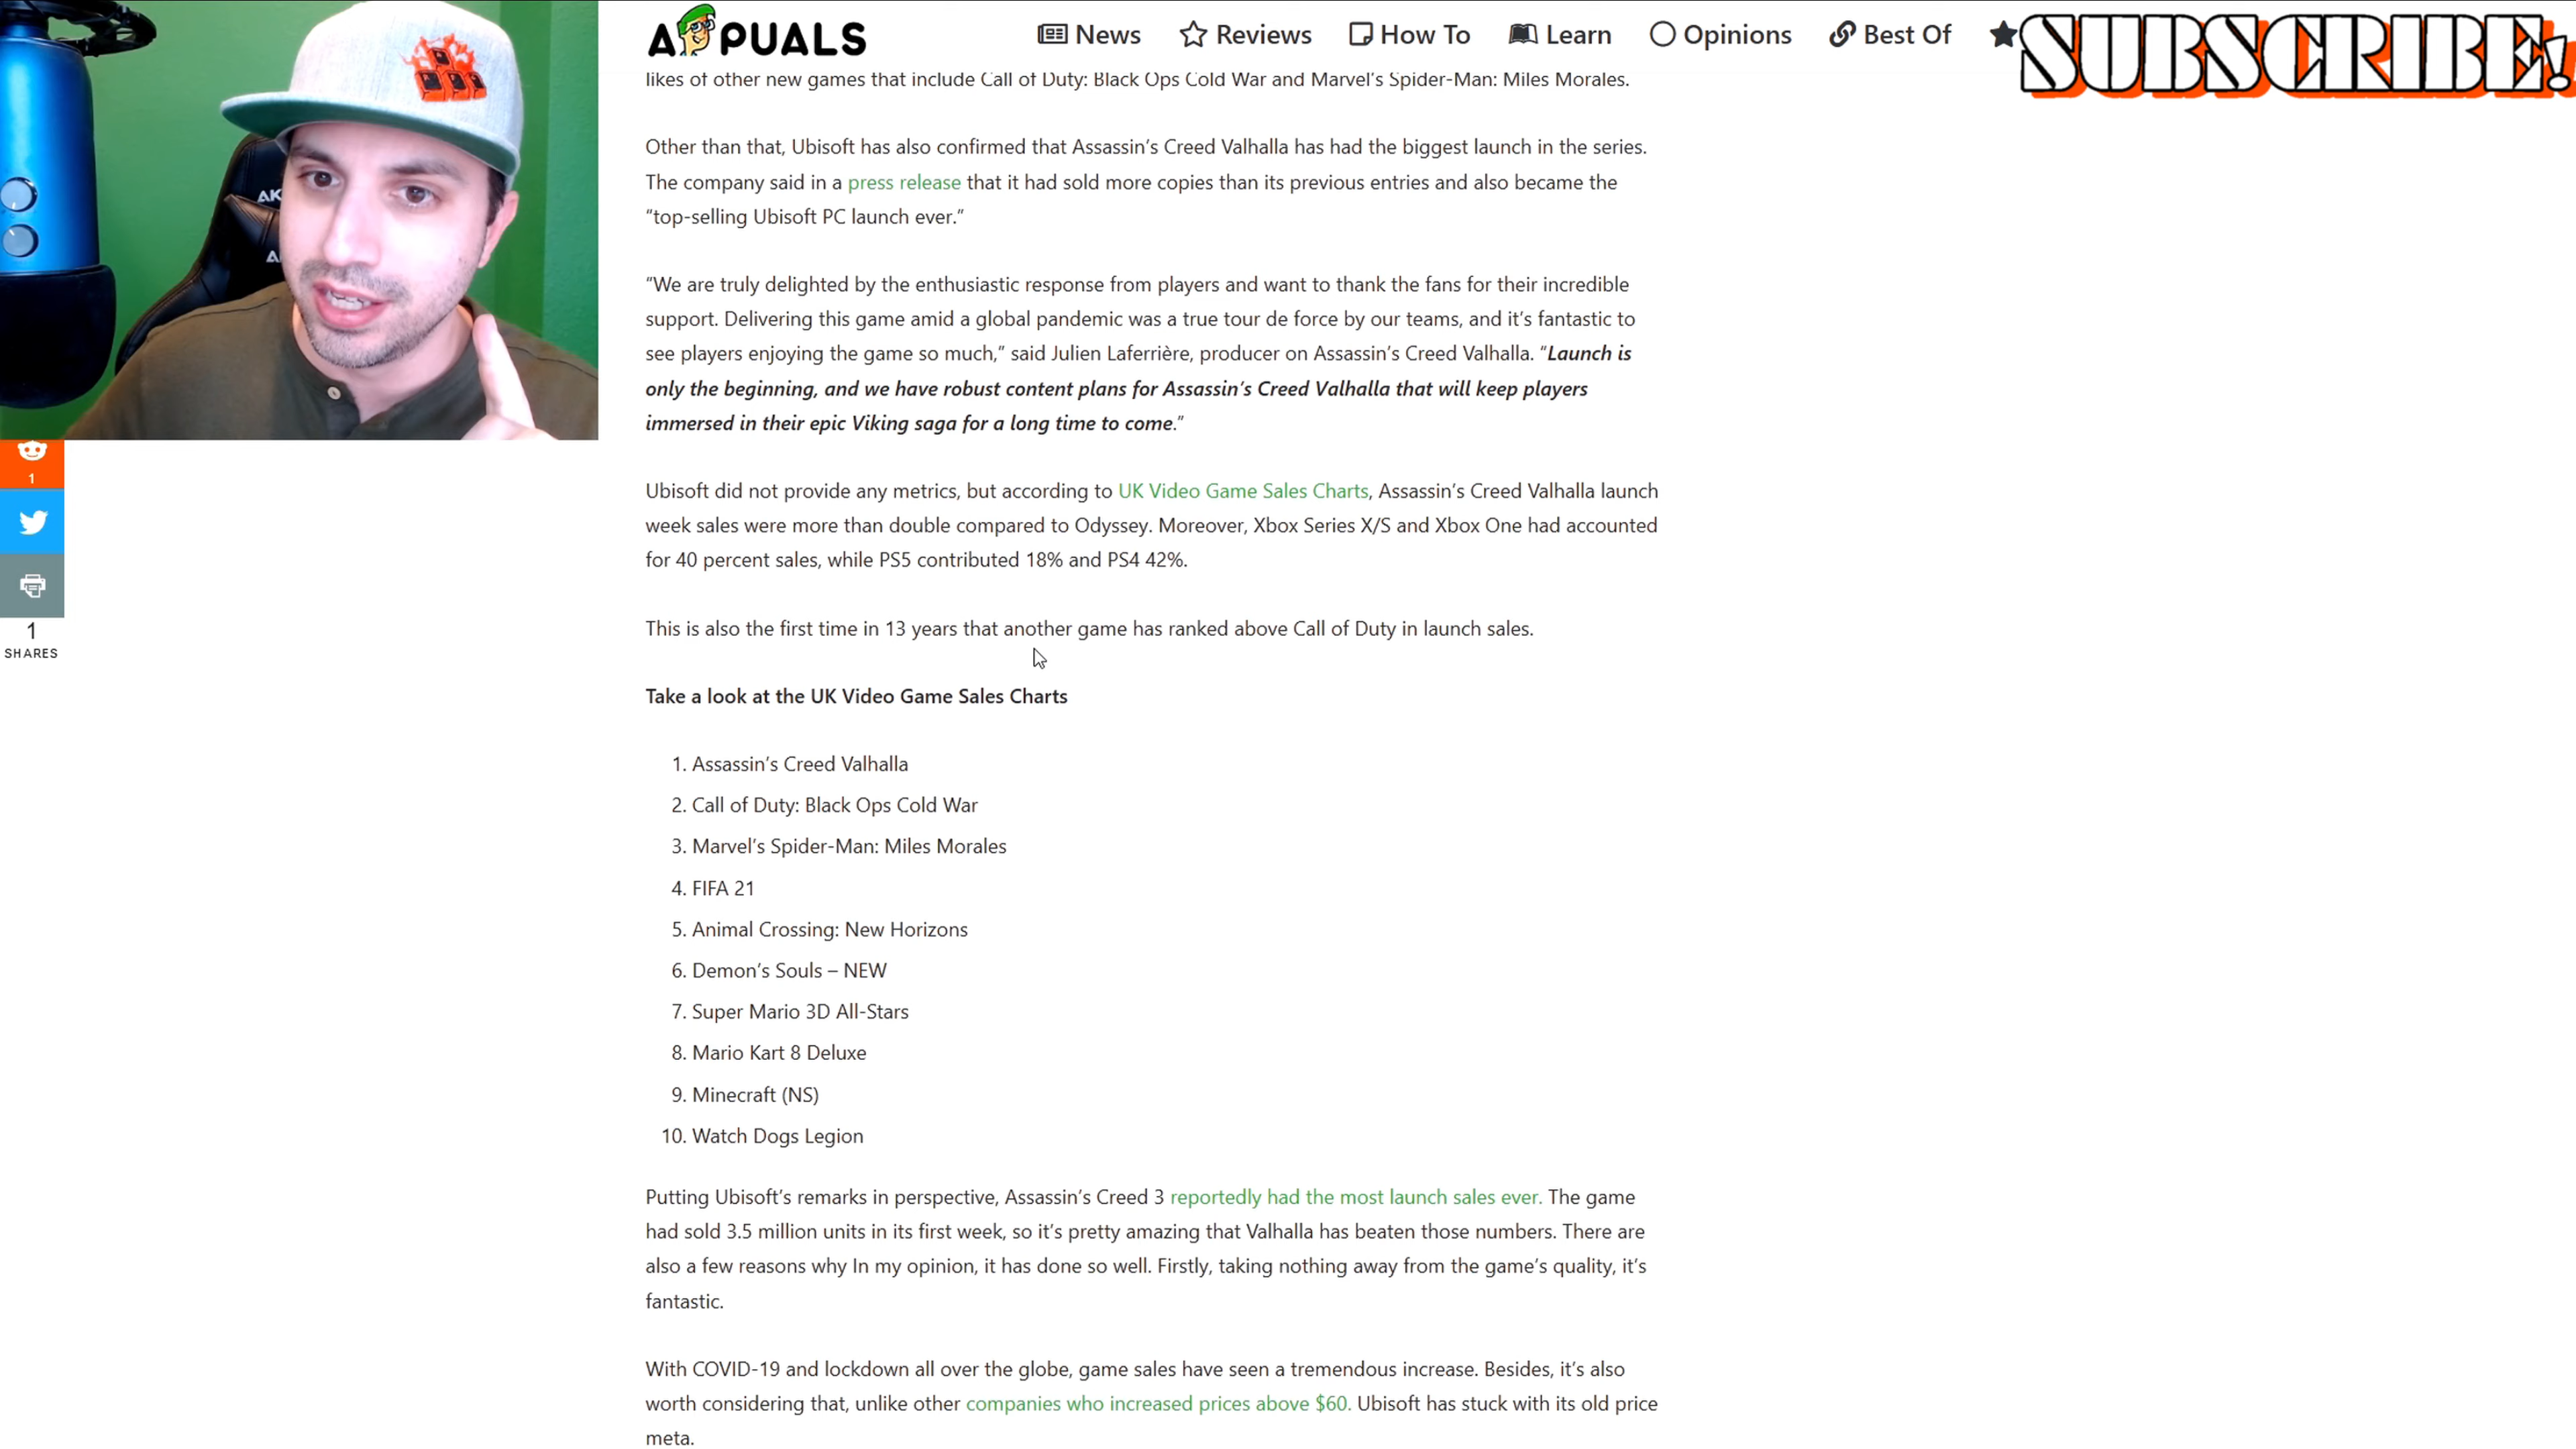 APPUALS
News
Reviews
How To
Learn
Opinions
Best Of
SUBSCRIBE!
likes of other new games that include Call of Duty: Black Ops Cold War and Marvel's Spider-Man: Miles Morales.
Other than that, Ubisoft has also confirmed that Assassin's Creed Valhalla has had the biggest launch in the series.
The company said in a press release that it had sold more copies than its previous entries and also became the
“top-selling Ubisoft PC launch ever.”
“We are truly delighted by the enthusiastic response from players and want to thank the fans for their incredible
support. Delivering this game amid a global pandemic was a true tour de force by our teams, and it's fantastic to
see players enjoying the game so much,” said Julien Laferrière, producer on Assassin's Creed Valhalla. “Launch is
only the beginning, and we have robust content plans for Assassin's Creed Valhalla that will keep players
immersed in their epic Viking saga for a long time to come.”
1
1
SHARES
Ubisoft did not provide any metrics, but according to UK Video Game Sales Charts, Assassin's Creed Valhalla launch
week sales were more than double compared to Odyssey. Moreover, Xbox Series X/S and Xbox One had accounted
for 40 percent sales, while PS5 contributed 18% and PS4 42%.
This is also the first time in 13 years that another game has ranked above Call of Duty in launch sales.
Take a look at the UK Video Game Sales Charts
1. Assassin's Creed Valhalla
2. Call of Duty: Black Ops Cold War
3. Marvel's Spider-Man: Miles Morales
4. FIFA 21
5. Animal Crossing: New Horizons
6. Demon's Souls – NEW
7. Super Mario 3D All-Stars
8. Mario Kart 8 Deluxe
9. Minecraft (NS)
10. Watch Dogs Legion
Putting Ubisoft's remarks in perspective, Assassin's Creed 3 reportedly had the most launch sales ever. The game
had sold 3.5 million units in its first week, so it's pretty amazing that Valhalla has beaten those numbers. There are
also a few reasons why In my opinion, it has done so well. Firstly, taking nothing away from the game's quality, it's
fantastic.
With COVID-19 and lockdown all over the globe, game sales have seen a tremendous increase. Besides, it's also
worth considering that, unlike other companies who increased prices above $60. Ubisoft has stuck with its old price
meta.